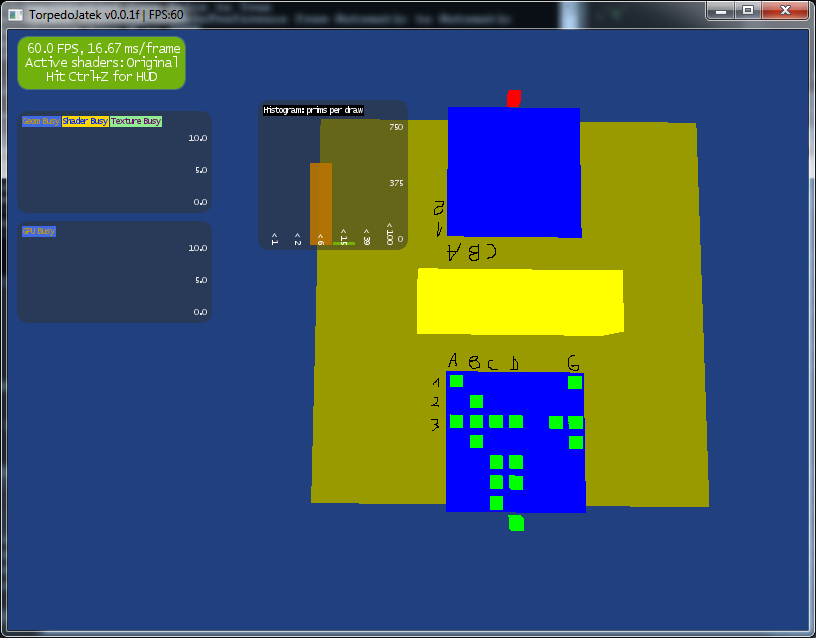 TorpedoJatek v0.0.1f | FPS:60
60.0 FPS, 16.67 ms/frame
Active shaders: Original
Hit Ctrl+Z for HUD
Geom Busy Shader Busy Texture Busy
10.0
5.0
0.0
GPU Busy
10.0
5.0
0.0
Histogram: prims per draw
750
375
0
< 1
< 2
< 6
< 15
< 39
< 100
2
1
C B A
A B C D G
1
2
3